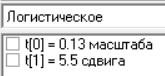 Логистическое
t[0] = 0.13 масштаба
t[1] = 5.5 сдвига